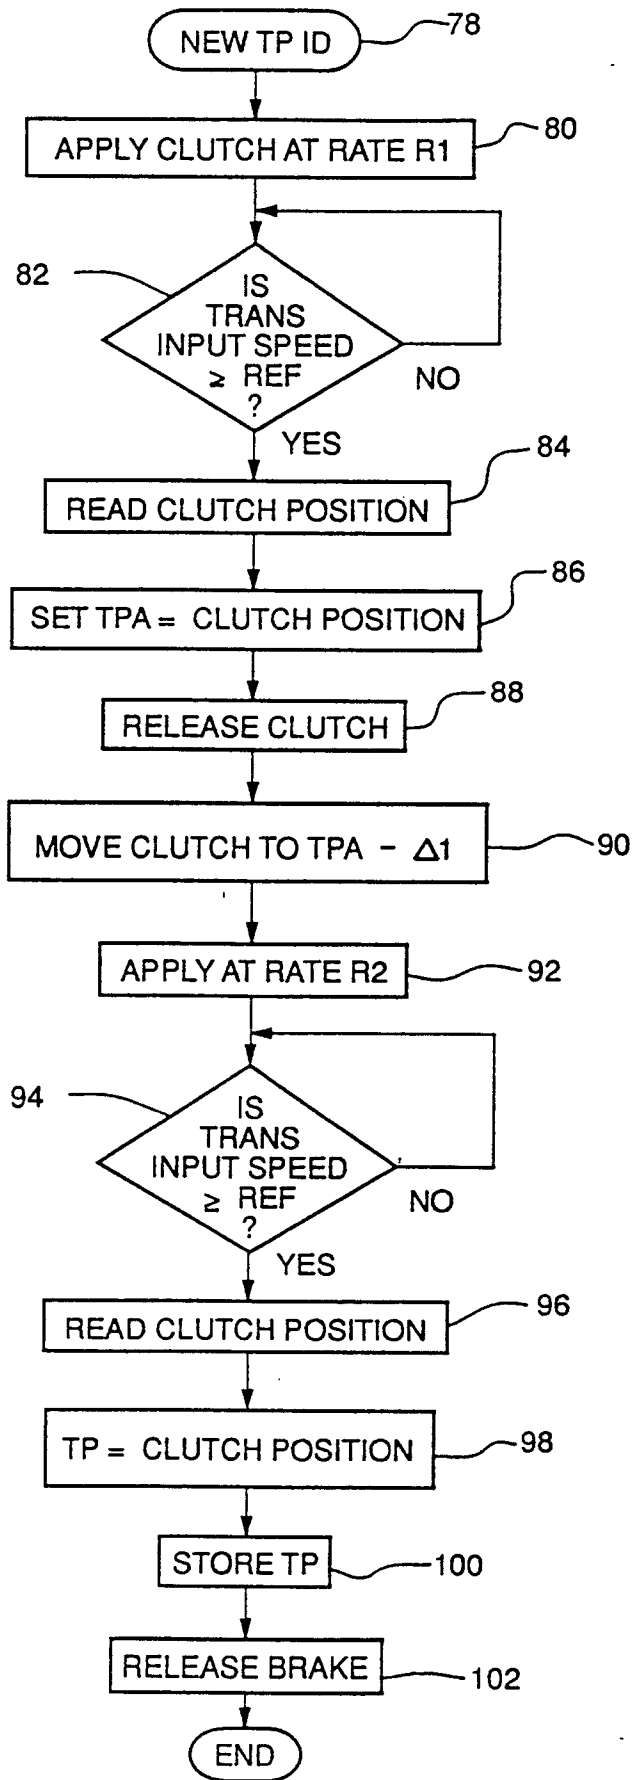 NEW TP ID
78
APPLY CLUTCH AT RATE R1
80
82
IS
TRANS
INPUT SPEED
≥ REF
?
NO
YES
84
READ CLUTCH POSITION
86
SET TPA = CLUTCH POSITION
88
RELEASE CLUTCH
MOVE CLUTCH TO TPA - Δ1
90
APPLY AT RATE R2
92
94
IS
TRANS
INPUT SPEED
≥ REF
?
NO
YES
96
READ CLUTCH POSITION
TP = CLUTCH POSITION
98
STORE TP
100
RELEASE BRAKE
102
END